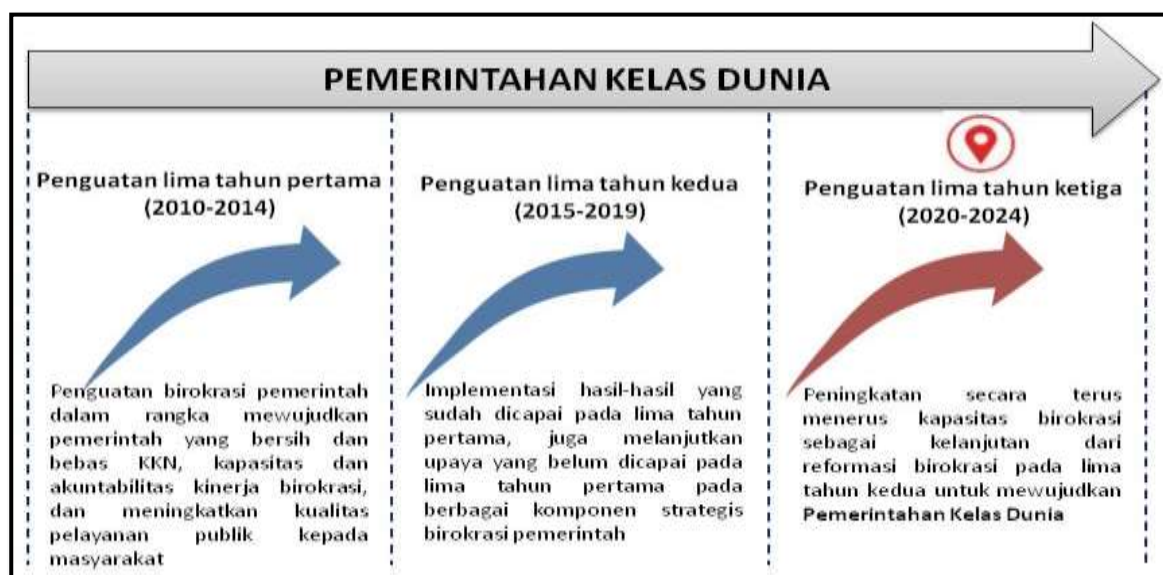 PEMERINTAHAN KELAS DUNIA
Penguatan lima tahun pertama
(2010-2014)
Penguatan birokrasi pemerintah
dalam rangka mewujudkan
pemerintah yang bersih dan
bebas KKN, kapasitas dan
akuntabilitas kinerja birokrasi,
dan meningkatkan kualitas
pelayanan publik kepada
masyarakat
Penguatan lima tahun kedua
(2015-2019)
Implementasi hasil-hasil yang
sudah dicapai pada lima tahun
pertama, juga melanjutkan
upaya yang belum dicapai pada
lima tahun pertama pada
berbagai komponen strategis
birokrasi pemerintah
Penguatan lima tahun ketiga
(2020-2024)
Peningkatan secara terus
menerus kapasitas birokrasi
sebagai kelanjutan dari
reformasi birokrasi pada lima
tahun kedua untuk mewujudkan
Pemerintahan Kelas Dunia